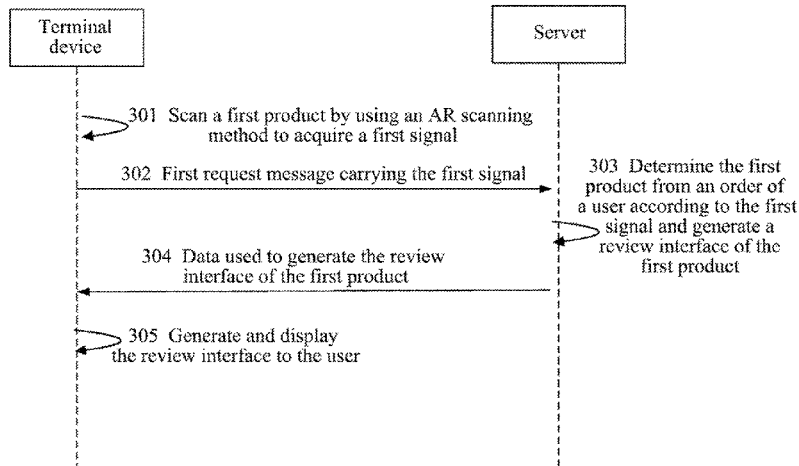 Terminal
device
Server
301 Scan a first product by using an AR scanning
method to acquire a first signal
302 First request message carrying the first signal
303 Determine the first
product from an order of
a user according to the first
signal and generate a
review interface of the
first product
304 Data used to generate the review
interface of the first product
305 Generate and display
the review interface to the user